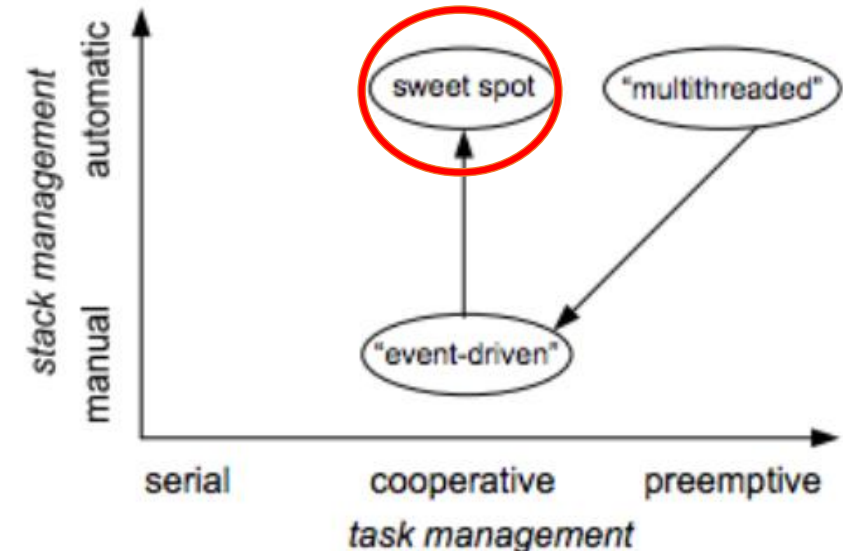 stack management
automatic
manual
sweet spot
"multithreaded"
"event-driven"
serial
cooperative
preemptive
task management